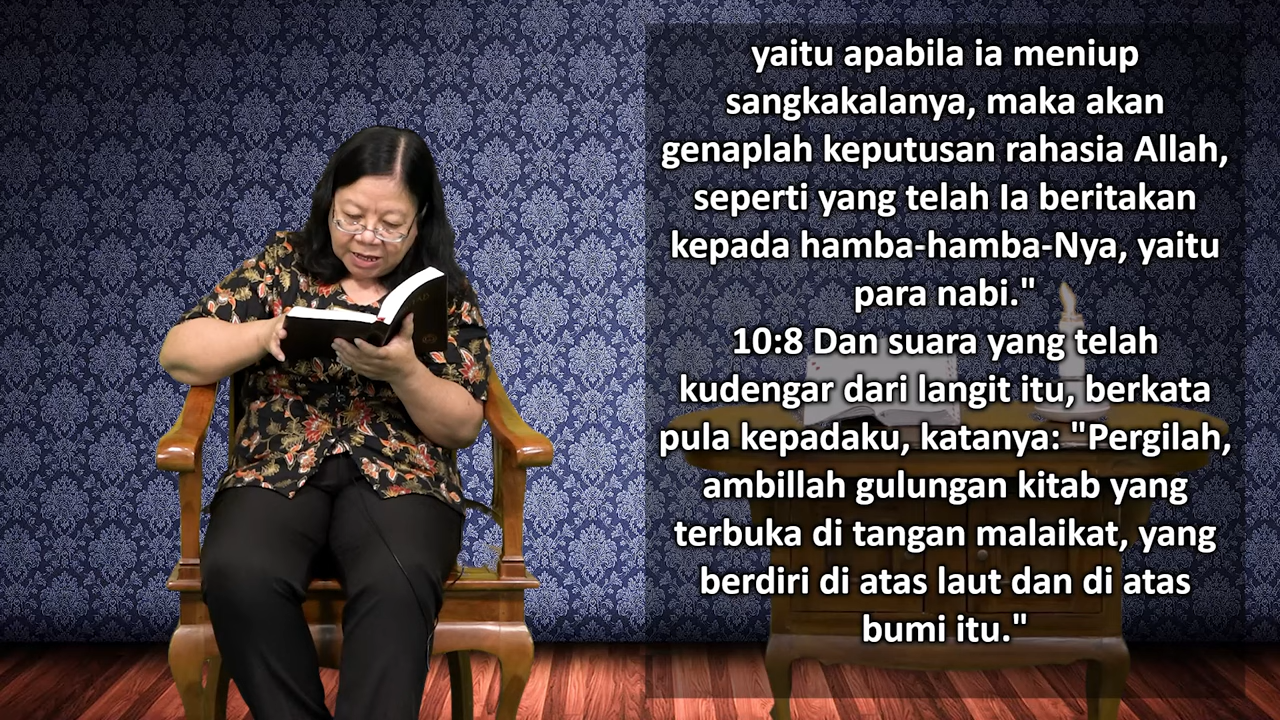 yaitu apabila ia meniup
sangkakalanya, maka akan
genaplah keputusan rahasia Allah,
seperti yang telah Ia beritakan
kepada hamba-hamba-Nya, yaitu
para nabi."
10:8 Dan suara yang telah
kudengar dari langit itu, berkata
pula kepadaku, katanya: "Pergilah,
ambillah gulungan kitab yang
terbuka di tangan malaikat, yang
berdiri di atas laut dan di atas
bumi itu."